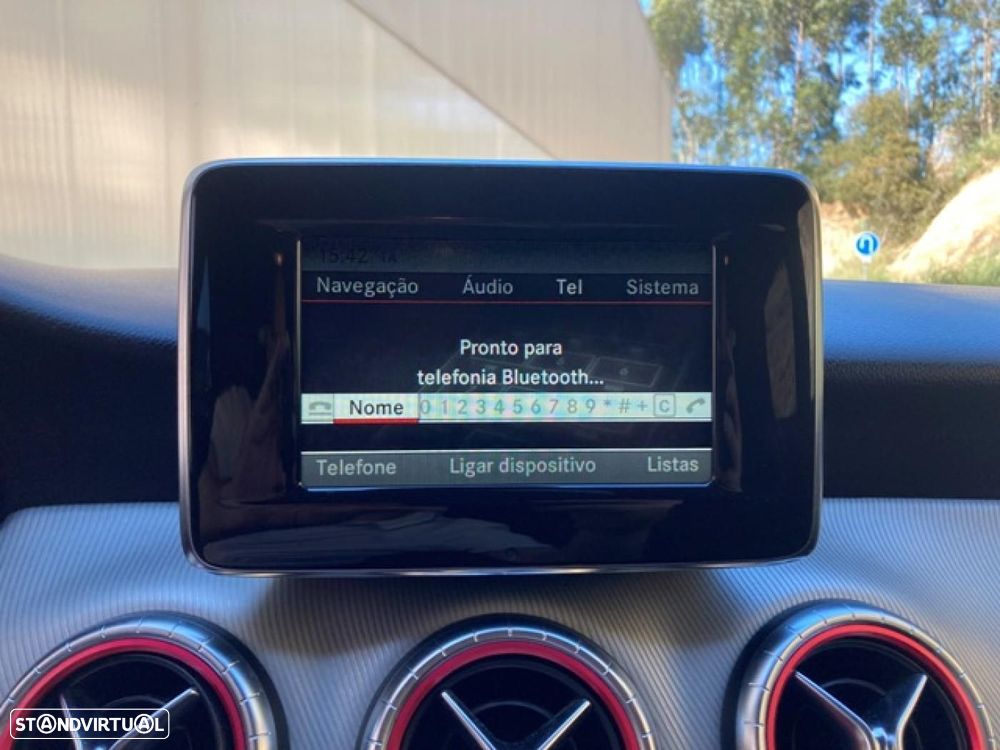 15:42 TA
Navegação Áudio Tel Sistema
Pronto para
telefonia Bluetooth...
Nome 0 1 2 3 4 5 6 7 8 9 * # + C
Telefone Ligar dispositivo Listas
STANDVIRTUAL